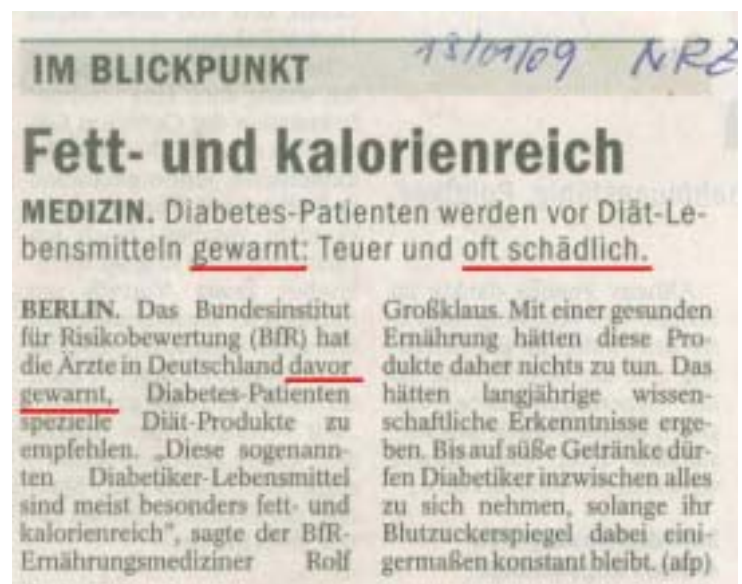 13/01/09 NRZ
IM BLICKPUNKT
Fett- und kalorienreich
MEDIZIN. Diabetes-Patienten werden vor Diät-Le-
bensmitteln gewarnt: Teuer und oft schädlich.
BERLIN. Das Bundesinstitut
für Risikobewertung (BfR) hat
die Ärzte in Deutschland davor
gewarnt, Diabetes-Patienten
spezielle Diät-Produkte zu
empfehlen. „Diese sogenann-
ten Diabetiker-Lebensmittel
sind meist besonders fett- und
kalorienreich", sagte der BfR-
Ernährungsmediziner Rolf
Großklaus. Mit einer gesunden
Ernährung hätten diese Pro-
dukte daher nichts zu tun. Das
hätten langjährige wissen-
schaftliche Erkenntnisse erge-
ben. Bis auf süße Getränke dür-
fen Diabetiker inzwischen alles
zu sich nehmen, solange ihr
Blutzuckerspiegel dabei eini-
germaßen konstant bleibt. (afp)